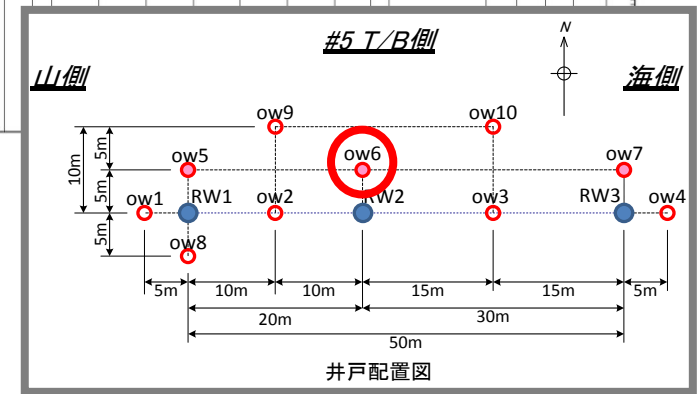 #5 T/B側
N
山側
海側
ow9
ow10
ow5
ow6
ow7
ow1
RW1
ow2
RW2
ow3
RW3
ow4
ow8
10m
5m
5m
5m
5m
10m
10m
15m
15m
5m
20m
30m
50m
井戸配置図